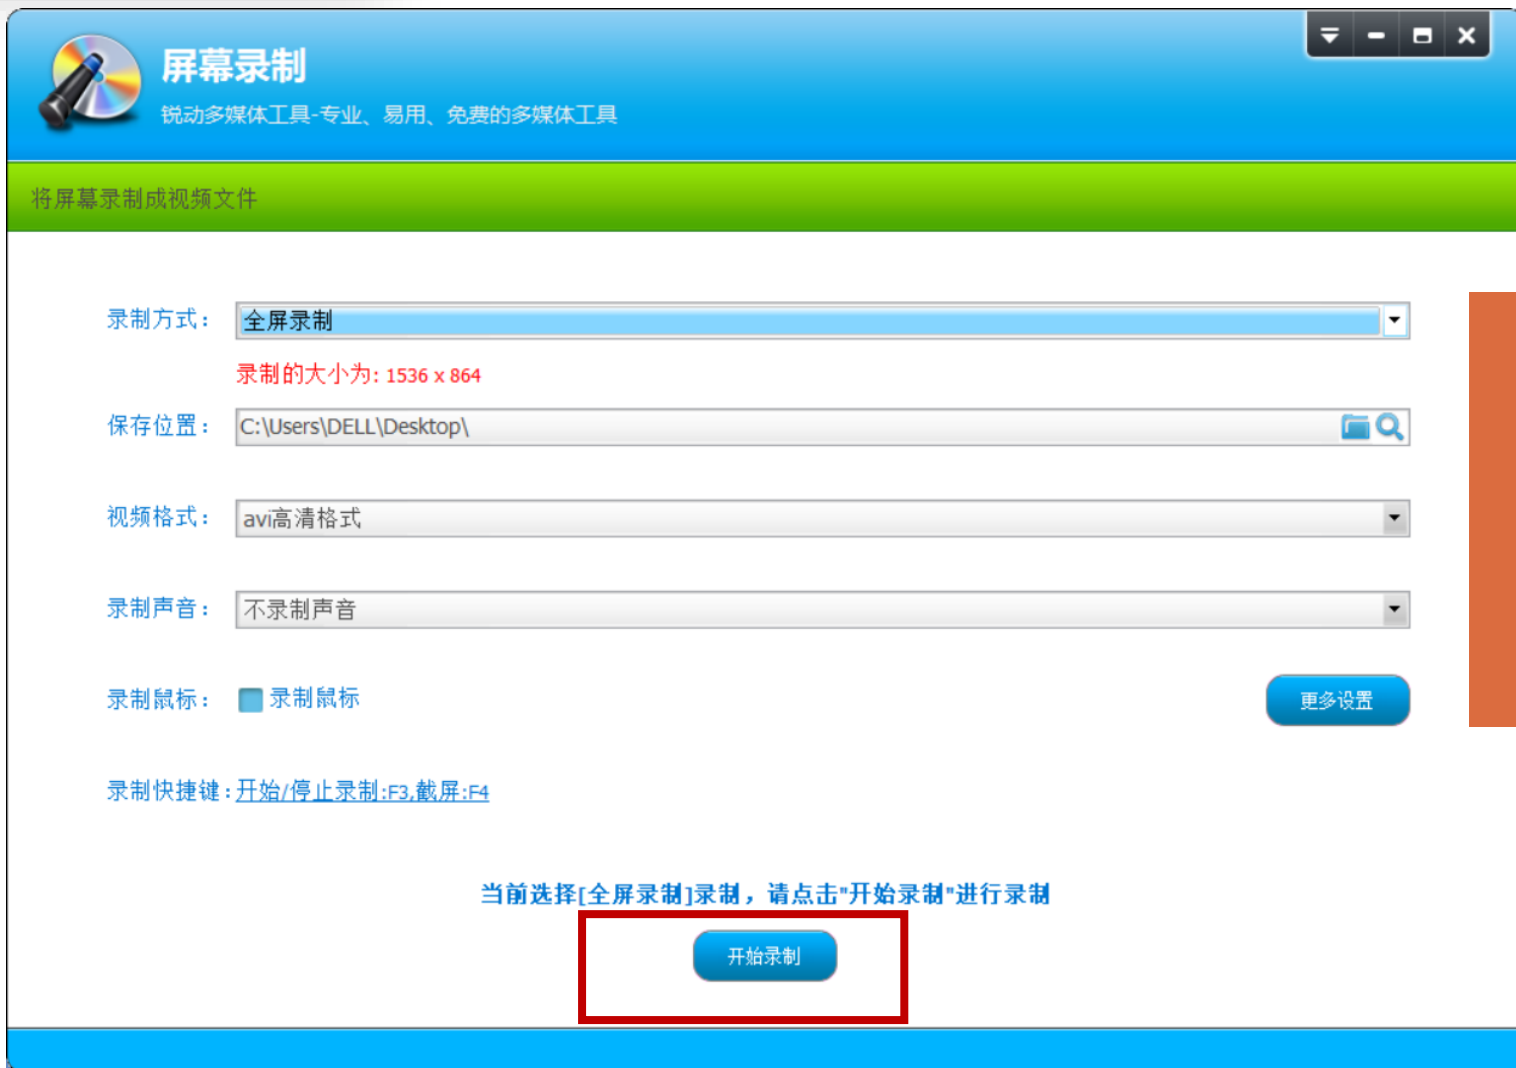 屏幕录制
锐动多媒体工具-专业、易用、免费的多媒体工具
将屏幕录制成视频文件
录制方式： 全屏录制
录制的大小为: 1536 x 864
保存位置： C:\Users\DELL\Desktop\
视频格式： avi高清格式
录制声音： 不录制声音
录制鼠标： 录制鼠标 更多设置
录制快捷键：开始/停止录制:F3,截屏:F4
当前选择[全屏录制]录制，请点击"开始录制"进行录制
开始录制